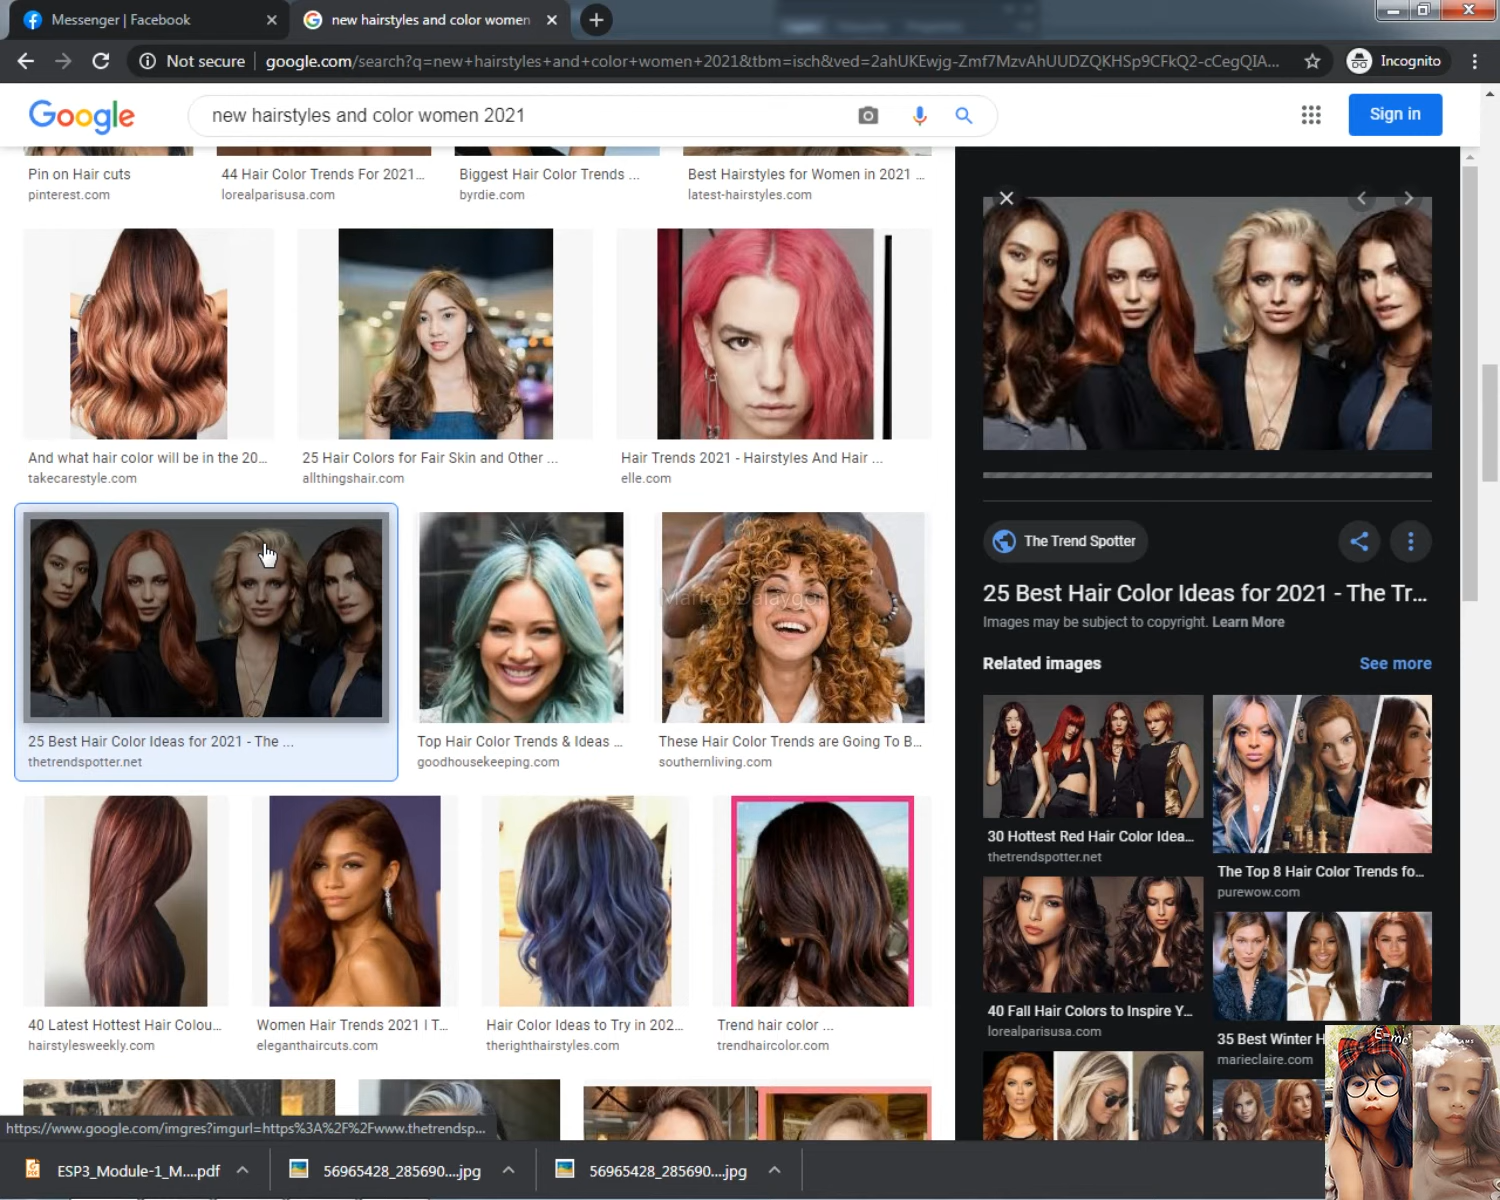 Messenger | Facebook
new hairstyles and color women
Not secure
google.com/search?q=new+hairstyles+and+color+women+2021&tbm=isch&ved=2ahUKEwjg-Zmf7MzvAhUUDZQKHSp9CFkQ2-cCegQIA...
Incognito
Google
new hairstyles and color women 2021
Sign in
Pin on Hair cuts
pinterest.com
44 Hair Color Trends For 2021...
lorealparisusa.com
Biggest Hair Color Trends ...
byrdie.com
Best Hairstyles for Women in 2021 ...
latest-hairstyles.com
And what hair color will be in the 20...
takecarestyle.com
25 Hair Colors for Fair Skin and Other ...
allthingshair.com
Hair Trends 2021 - Hairstyles And Hair ...
elle.com
25 Best Hair Color Ideas for 2021 - The ...
thetrendspotter.net
Top Hair Color Trends & Ideas ...
goodhousekeeping.com
These Hair Color Trends are Going To B...
southernliving.com
40 Latest Hottest Hair Colou...
hairstylesweekly.com
Women Hair Trends 2021 l T...
eleganthaircuts.com
Hair Color Ideas to Try in 202...
therighthairstyles.com
Trend hair color ...
trendhaircolor.com
The Trend Spotter
25 Best Hair Color Ideas for 2021 - The Tr...
Images may be subject to copyright. Learn More
Related images
See more
30 Hottest Red Hair Color Idea...
thetrendspotter.net
The Top 8 Hair Color Trends fo...
purewow.com
40 Fall Hair Colors to Inspire Y...
lorealparisusa.com
35 Best Winter H
marieclaire.com
E=mc
https://www.google.com/imgres?imgurl=https%3A%2F%2Fwww.thetrendsp...
ESP3_Module-1_M....pdf
56965428_285690....jpg
56965428_285690....jpg